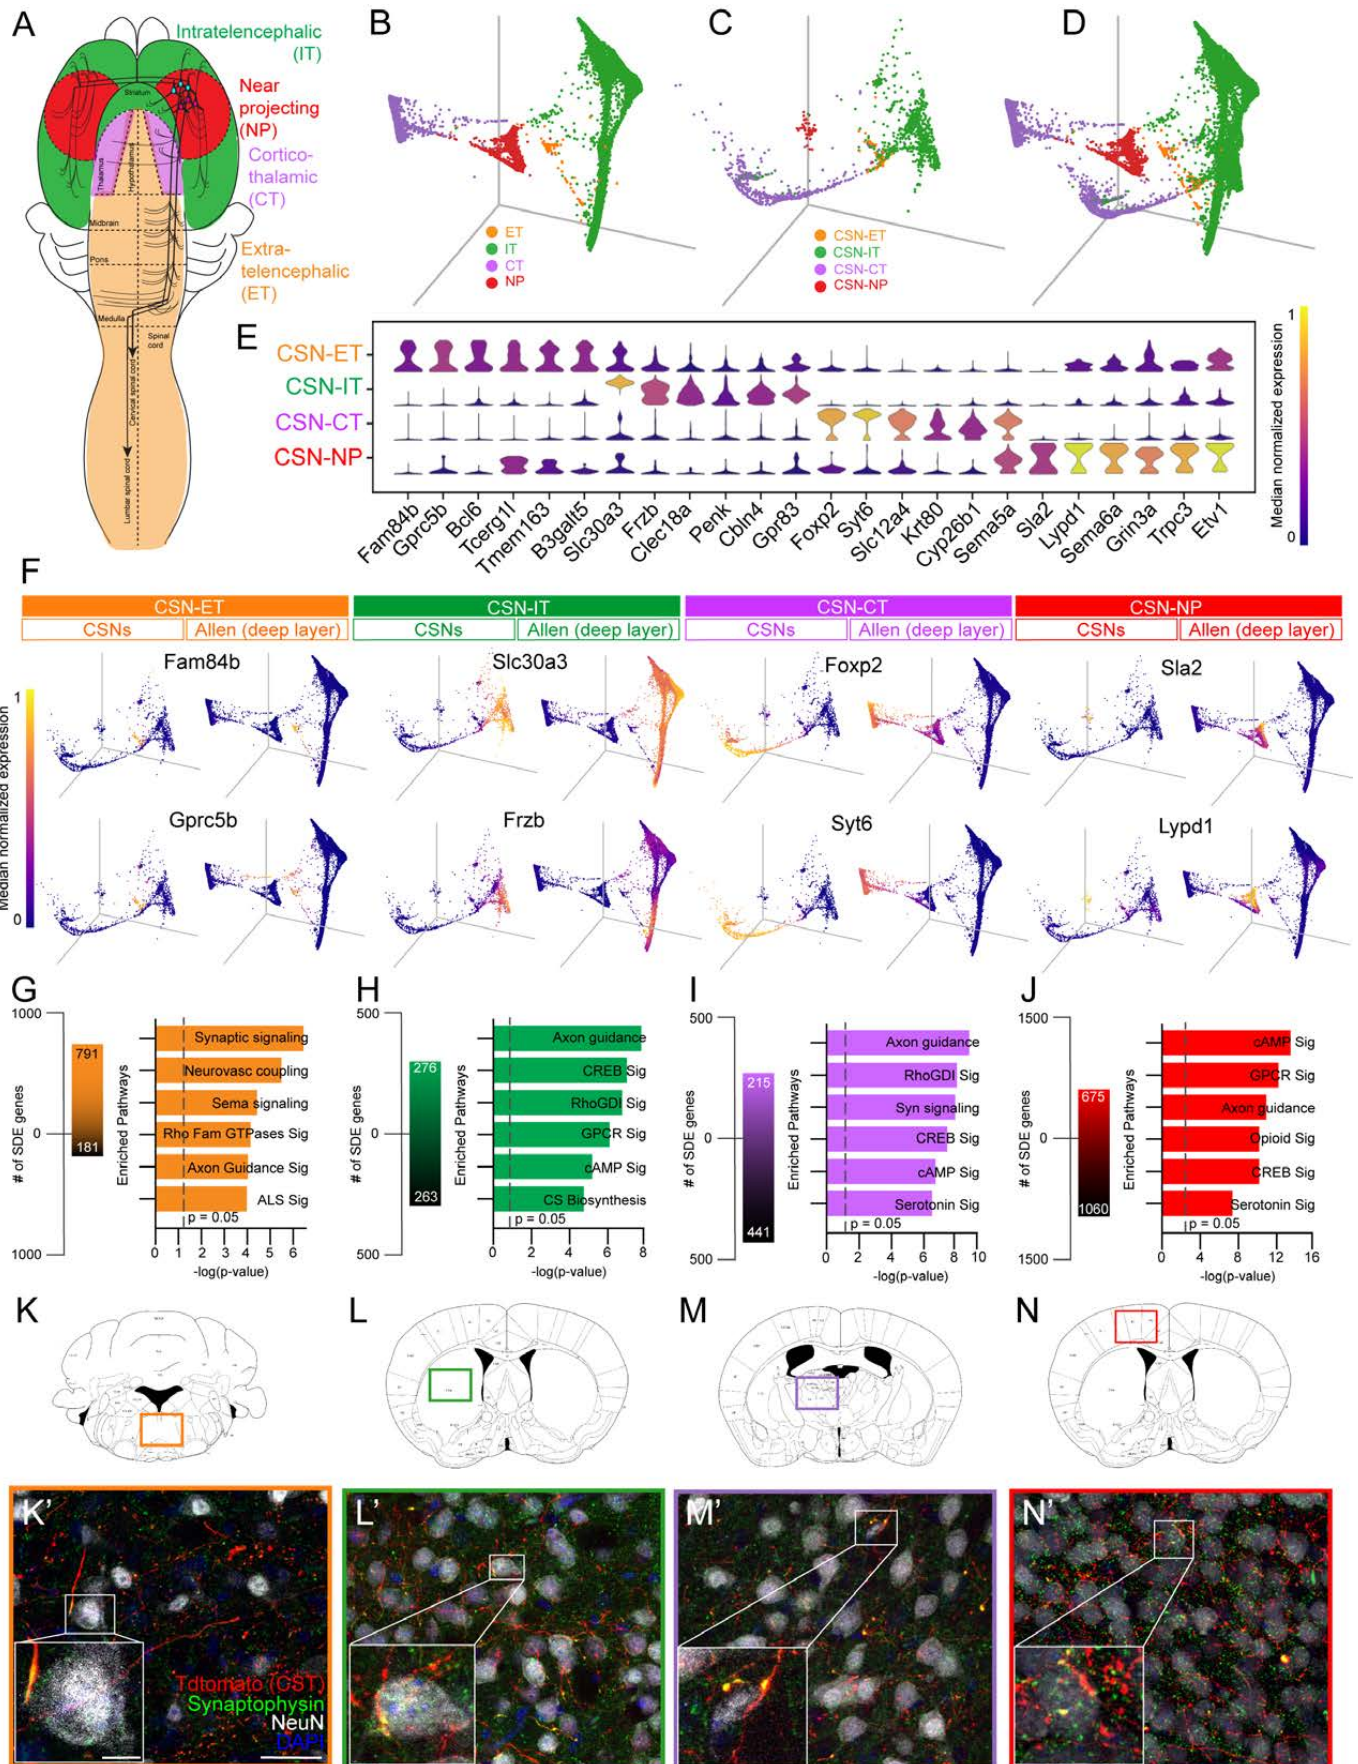 A
Intratelencephalic
(IT)
Near
projecting
(NP)
Cortico-
thalamic
(CT)
Extra-
telencephalic
(ET)
Striatum
Thalamus
Hypothalamus
Midbrain
Pons
Medulla
Spinal
cord
Cervical spinal cord
Lumbar spinal cord
B
ET
IT
CT
NP
C
CSN-ET
CSN-IT
CSN-CT
CSN-NP
D
E
CSN-ET
CSN-IT
CSN-CT
CSN-NP
Fam84b
Gprc5b
Bcl6
Tcerg1l
Tmem163
B3galt5
Slc30a3
Frzb
Clec18a
Penk
Cbln4
Gpr83
Foxp2
Syt6
Slc12a4
Krt80
Cyp26b1
Sema5a
Sla2
Lypd1
Sema6a
Grin3a
Trpc3
Etv1
Median normalized expression
1
0
F
CSN-ET
CSN-IT
CSN-CT
CSN-NP
CSNs
Allen (deep layer)
CSNs
Allen (deep layer)
CSNs
Allen (deep layer)
CSNs
Allen (deep layer)
Median normalized expression
1
0
Fam84b
Slc30a3
Foxp2
Sla2
Gprc5b
Frzb
Syt6
Lypd1
G
# of SDE genes
1000
0
1000
791
181
Enriched Pathways
Synaptic signaling
Neurovasc coupling
Sema signaling
Rho Fam GTPases Sig
Axon Guidance Sig
ALS Sig
p = 0.05
0 1 2 3 4 5 6
-log(p-value)
H
# of SDE genes
500
0
500
276
263
Enriched Pathways
Axon guidance
CREB Sig
RhoGDI Sig
GPCR Sig
cAMP Sig
CS Biosynthesis
p = 0.05
0 2 4 6 8
-log(p-value)
I
# of SDE genes
500
0
500
215
441
Enriched Pathways
Axon guidance
RhoGDI Sig
Syn signaling
CREB Sig
cAMP Sig
Serotonin Sig
p = 0.05
0 2 4 6 8 10
-log(p-value)
J
# of SDE genes
1500
0
1500
675
1060
Enriched Pathways
cAMP Sig
GPCR Sig
Axon guidance
Opioid Sig
CREB Sig
Serotonin Sig
p = 0.05
0 4 8 12 16
-log(p-value)
K
L
M
N
K'
Tdtomato (CST)
Synaptophysin
NeuN
DAPI
L'
M'
N'